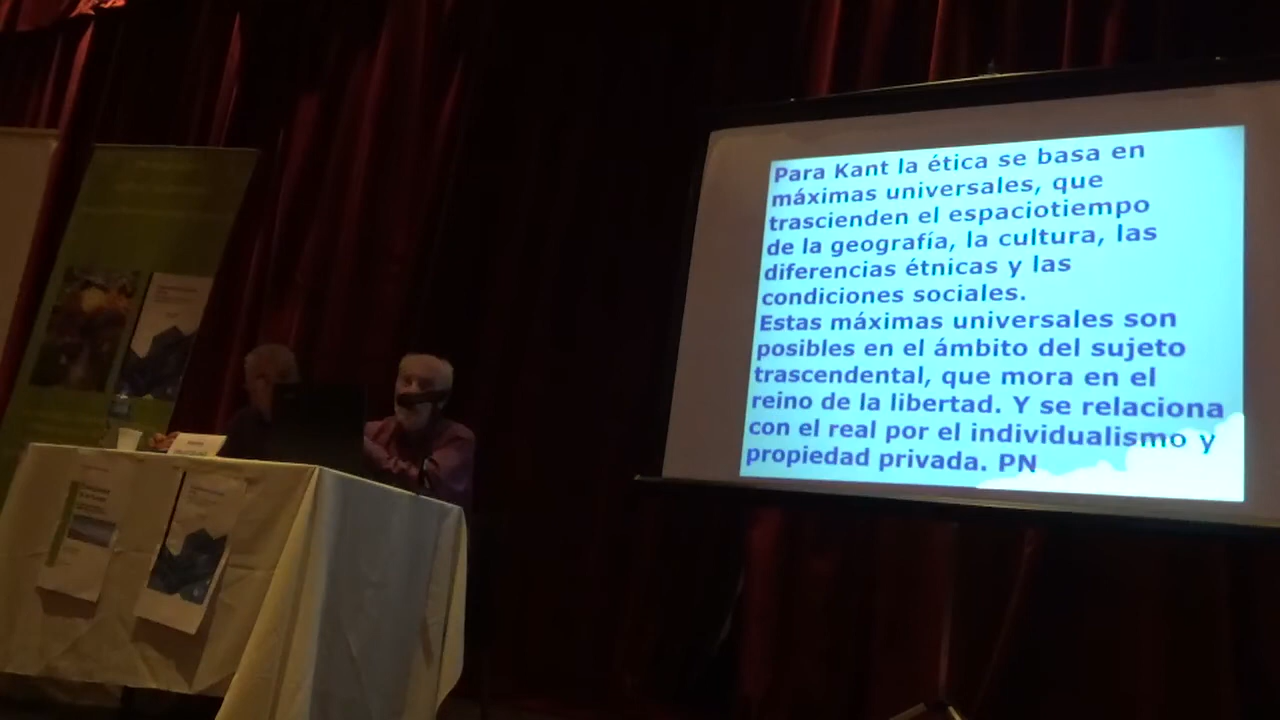 Para Kant la ética se basa en
máximas universales, que
trascienden el espaciotiempo
de la geografía, la cultura, las
diferencias étnicas y las
condiciones sociales.
Estas máximas universales son
posibles en el ámbito del sujeto
trascendental, que mora en el
reino de la libertad. Y se relaciona
con el real por el individualismo y
propiedad privada. PN